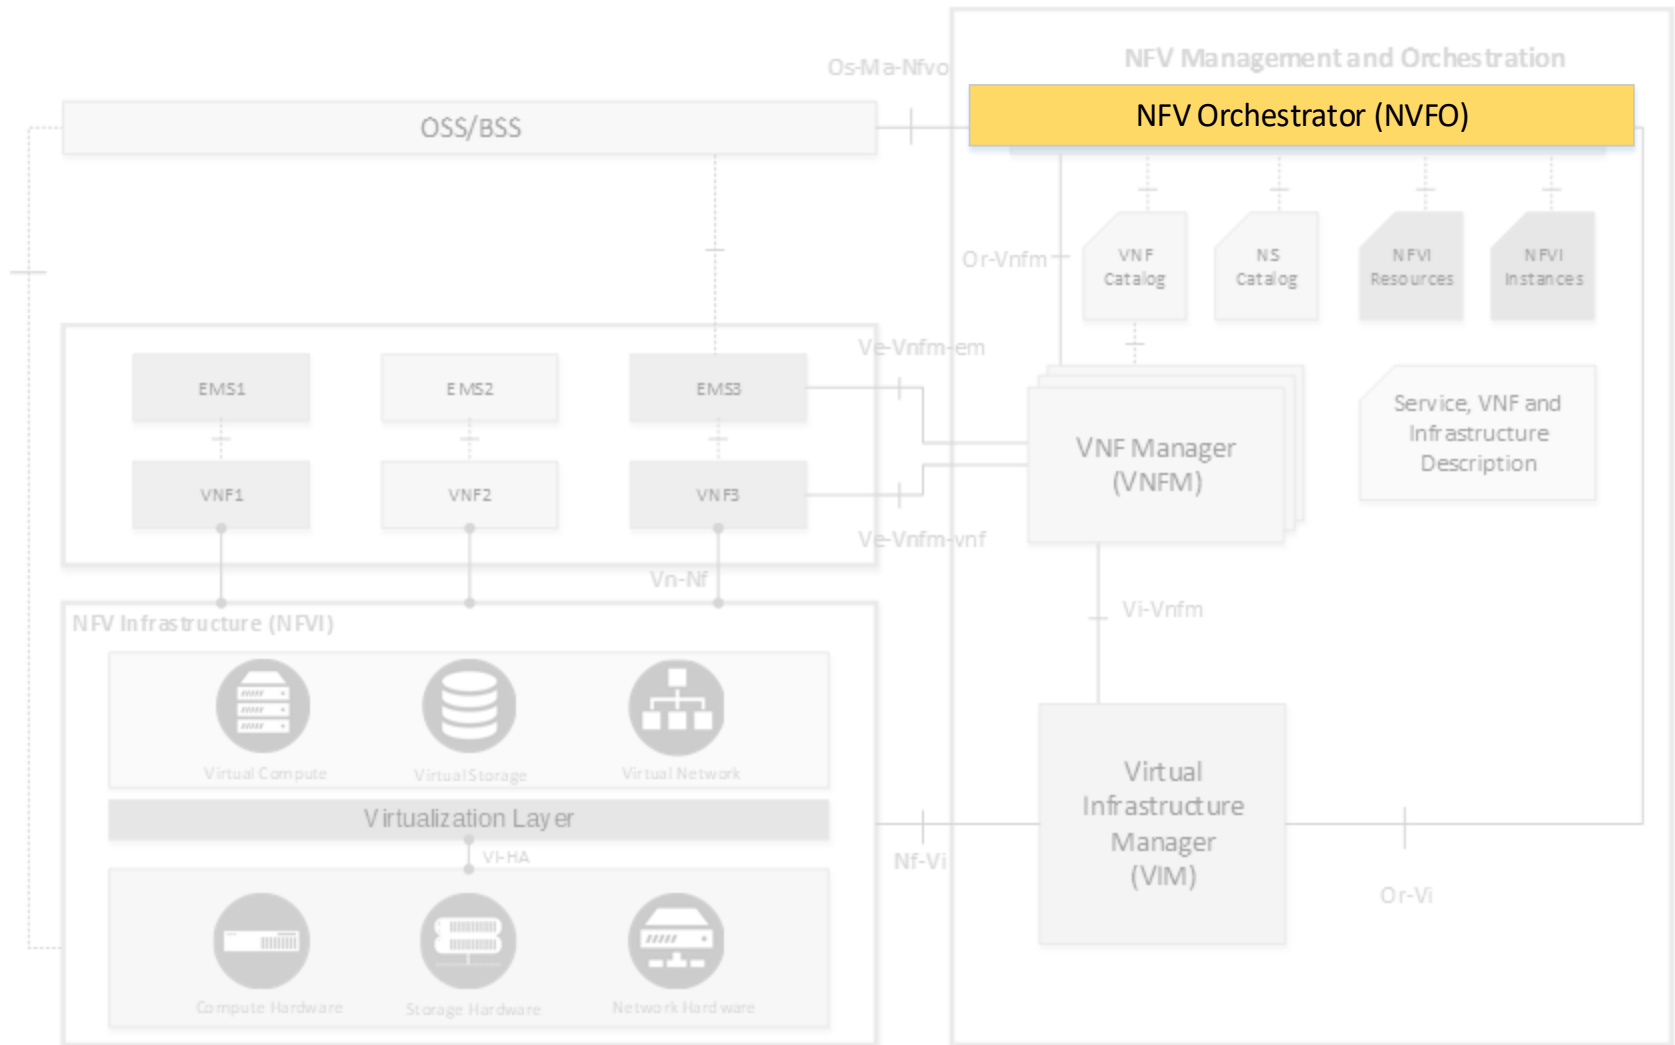 NFV Management and Orchestration
Os-Ma-Nfvo
OSS/BSS
NFV Orchestrator (NVFO)
Or-Vnfm
VNF
Catalog
NS
Catalog
NFVI
Resources
NFVI
Instances
Ve-Vnfm-em
EMS1
EMS2
EMS3
VNF1
VNF2
VNF3
VNF Manager
(VNFM)
Service, VNF and
Infrastructure
Description
Ve-Vnfm-vnf
Vn-Nf
Vi-Vnfm
NFV Infrastructure (NFVI)
Virtual Compute
Virtual Storage
Virtual Network
Virtualization Layer
VI-HA
Nf-Vi
Virtual
Infrastructure
Manager
(VIM)
Or-Vi
Compute Hardware
Storage Hardware
Network Hardware